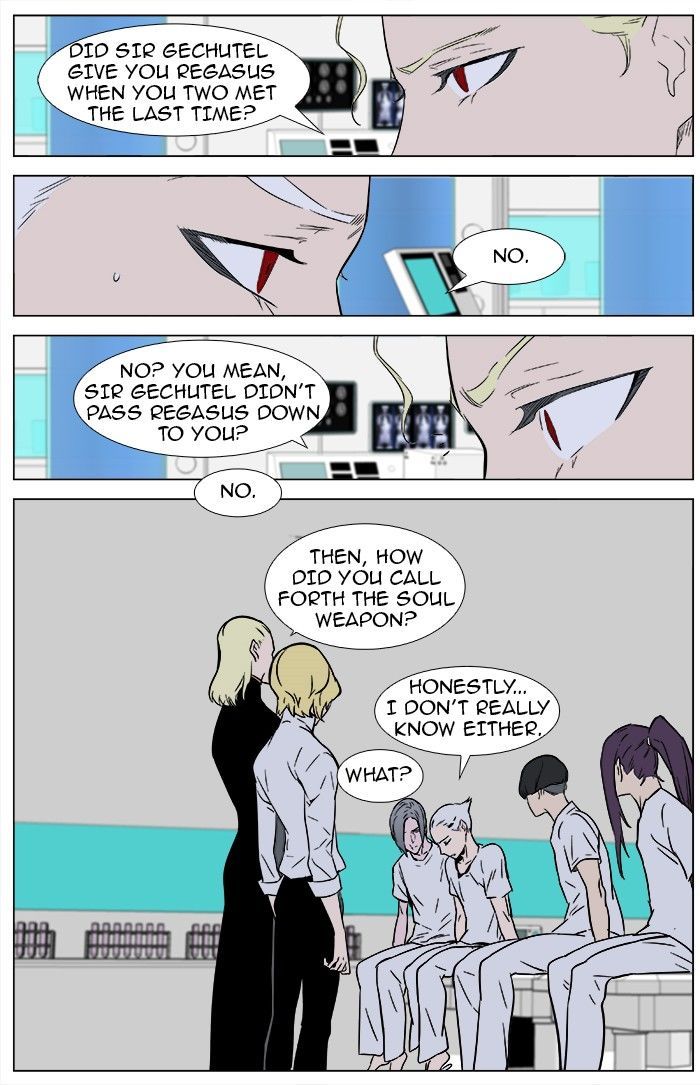 DID SIR GECHUTEL
GIVE YOU REGASUS
WHEN YOU TWO MET
THE LAST TIME?
NO.
NO? YOU MEAN,
SIR GECHUTEL DIDN'T
PASS REGASUS DOWN
TO YOU?
NO.
THEN, HOW
DID YOU CALL
FORTH THE SOUL
WEAPON?
HONESTLY...
I DON'T REALLY
KNOW EITHER.
WHAT?